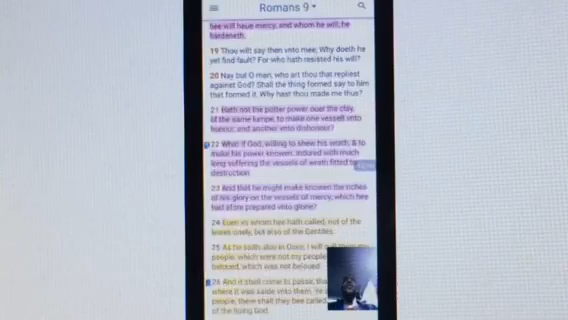 Romans 9
hee will haue mercy, and whom he will, he
hardeneth.
19 Thou wilt say then vnto mee; Why doeth he
yet find fault? For who hath resisted his will?
20 Nay but O man, who art thou that repliest
against God? Shall the thing formed say to him
that formed it, Why hast thou made me thus?
21 Hath not the potter power ouer the clay,
of the same lumpe, to make one vessell vnto
honour, and another vnto dishonour?
22 What if God, willing to shew his wrath, & to
make his power knowen, indured with much
long suffering the vessels of wrath fitted to
destruction
23 And that he might make knowen the riches
of his glory on the vessels of mercy, which hee
had afore prepared vnto glorie?
24 Euen vs whom hee hath called, not of the
Iewes onely, but also of the Gentiles.
25 As he saith also in Osee, I will call them my
people, which were not my people
beloued, which was not beloued
26 And it shall come to passe, tha
where it was saide vnto them, Ye
people, there shall they bee called
of the liuing God.